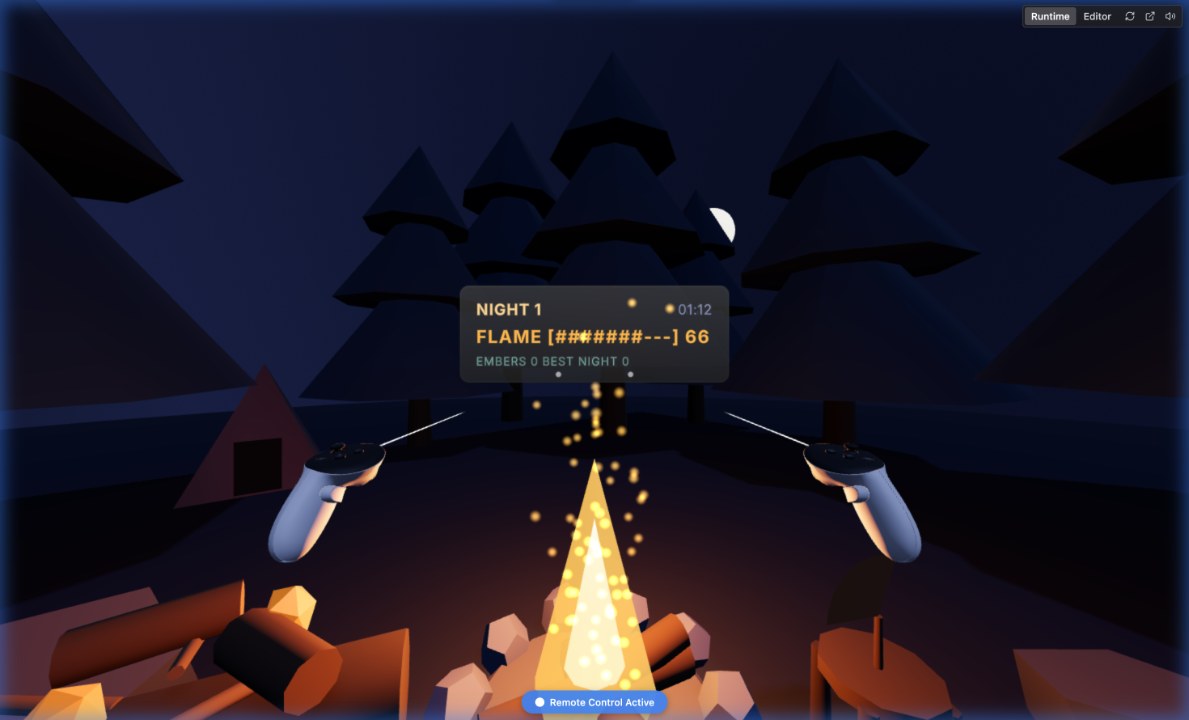 Runtime Editor
NIGHT 1 01:12
FLAME [#######---] 66
EMBERS 0 BEST NIGHT 0
Remote Control Active